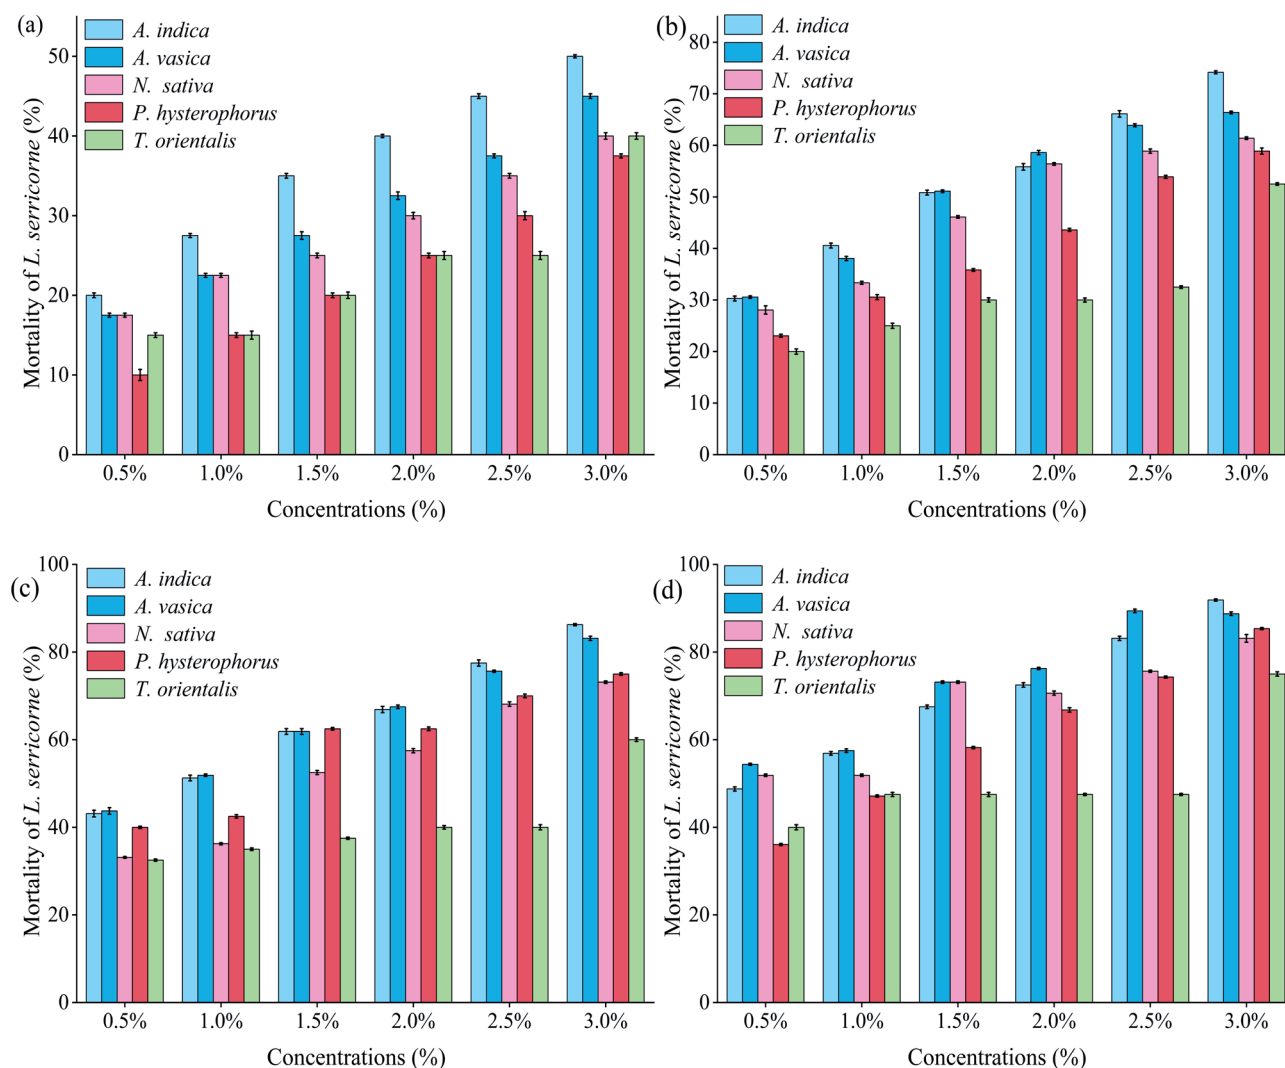 (a)
A. indica
A. vasica
N. sativa
P. hysterophorus
T. orientalis
Mortality of L. serricorne (%)
50
40
30
20
10
0
0.5% 1.0% 1.5% 2.0% 2.5% 3.0%
Concentrations (%)
(b)
A. indica
A. vasica
N. sativa
P. hysterophorus
T. orientalis
Mortality of L. serricorne (%)
80
70
60
50
40
30
20
10
0
0.5% 1.0% 1.5% 2.0% 2.5% 3.0%
Concentrations (%)
(c)
A. indica
A. vasica
N. sativa
P. hysterophorus
T. orientalis
Mortality of L. serricorne (%)
100
80
60
40
20
0
0.5% 1.0% 1.5% 2.0% 2.5% 3.0%
Concentrations (%)
(d)
A. indica
A. vasica
N. sativa
P. hysterophorus
T. orientalis
Mortality of L. serricorne (%)
100
80
60
40
20
0
0.5% 1.0% 1.5% 2.0% 2.5% 3.0%
Concentrations (%)